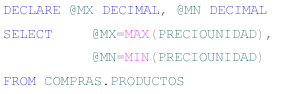 DECLARE @MX DECIMAL, @MN DECIMAL
SELECT @MX=MAX(PRECIOUNIDAD),
@MN=MIN(PRECIOUNIDAD)
FROM COMPRAS.PRODUCTOS